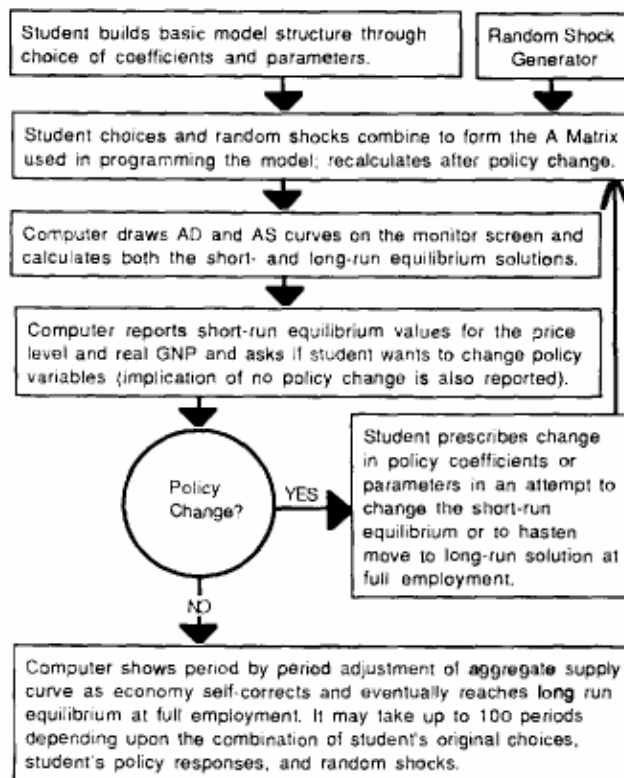 Student builds basic model structure through
choice of coefficients and parameters.
Random Shock
Generator
Student choices and random shocks combine to form the A Matrix
used in programming the model; recalculates after policy change.
Computer draws AD and AS curves on the monitor screen and
calculates both the short- and long-run equilibrium solutions.
Computer reports short-run equilibrium values for the price
level and real GNP and asks if student wants to change policy
variables (implication of no policy change is also reported).
Policy
Change?
YES
Student prescribes change
in policy coefficients or
parameters in an attempt to
change the short-run
equilibrium or to hasten
move to long-run solution at
full employment.
NO
Computer shows period by period adjustment of aggregate supply
curve as economy self-corrects and eventually reaches long run
equilibrium at full employment. It may take up to 100 periods
depending upon the combination of student's original choices,
student's policy responses, and random shocks.